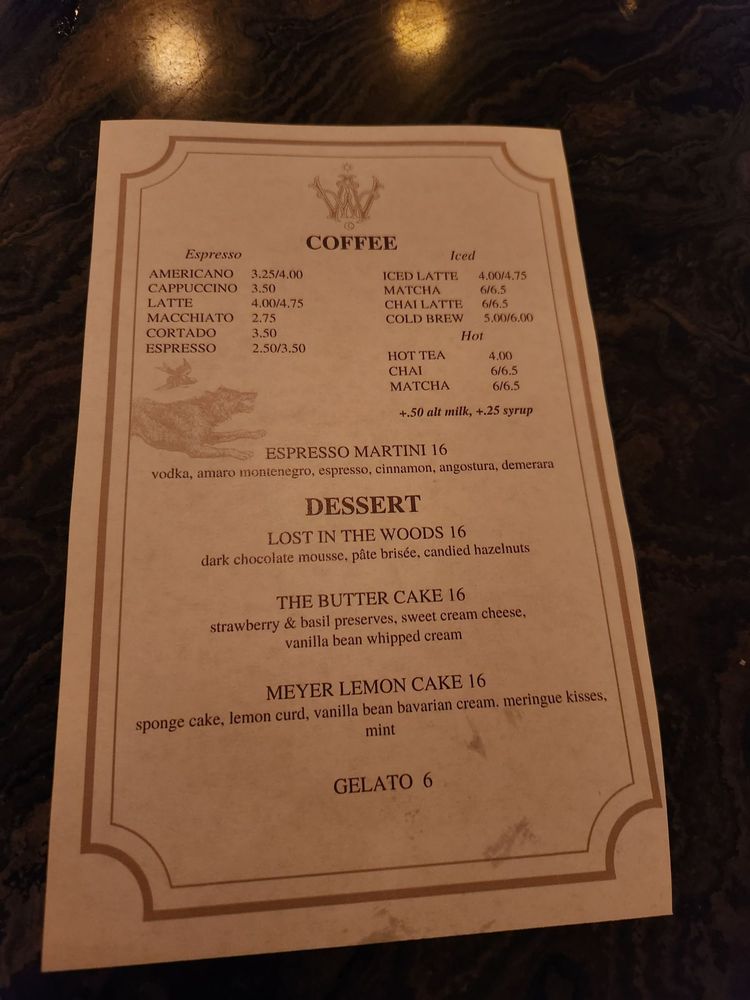 COFFEE
Espresso
AMERICANO 3.25/4.00
CAPPUCCINO 3.50
LATTE 4.00/4.75
MACCHIATO 2.75
CORTADO 3.50
ESPRESSO 2.50/3.50
Iced
ICED LATTE 4.00/4.75
MATCHA 6/6.5
CHAI LATTE 6/6.5
COLD BREW 5.00/6.00
Hot
HOT TEA 4.00
CHAI 6/6.5
MATCHA 6/6.5
+.50 alt milk, +.25 syrup
ESPRESSO MARTINI 16
vodka, amaro montenegro, espresso, cinnamon, angostura, demerara
DESSERT
LOST IN THE WOODS 16
dark chocolate mousse, pâte brisée, candied hazelnuts
THE BUTTER CAKE 16
strawberry & basil preserves, sweet cream cheese,
vanilla bean whipped cream
MEYER LEMON CAKE 16
sponge cake, lemon curd, vanilla bean bavarian cream. meringue kisses,
mint
GELATO 6